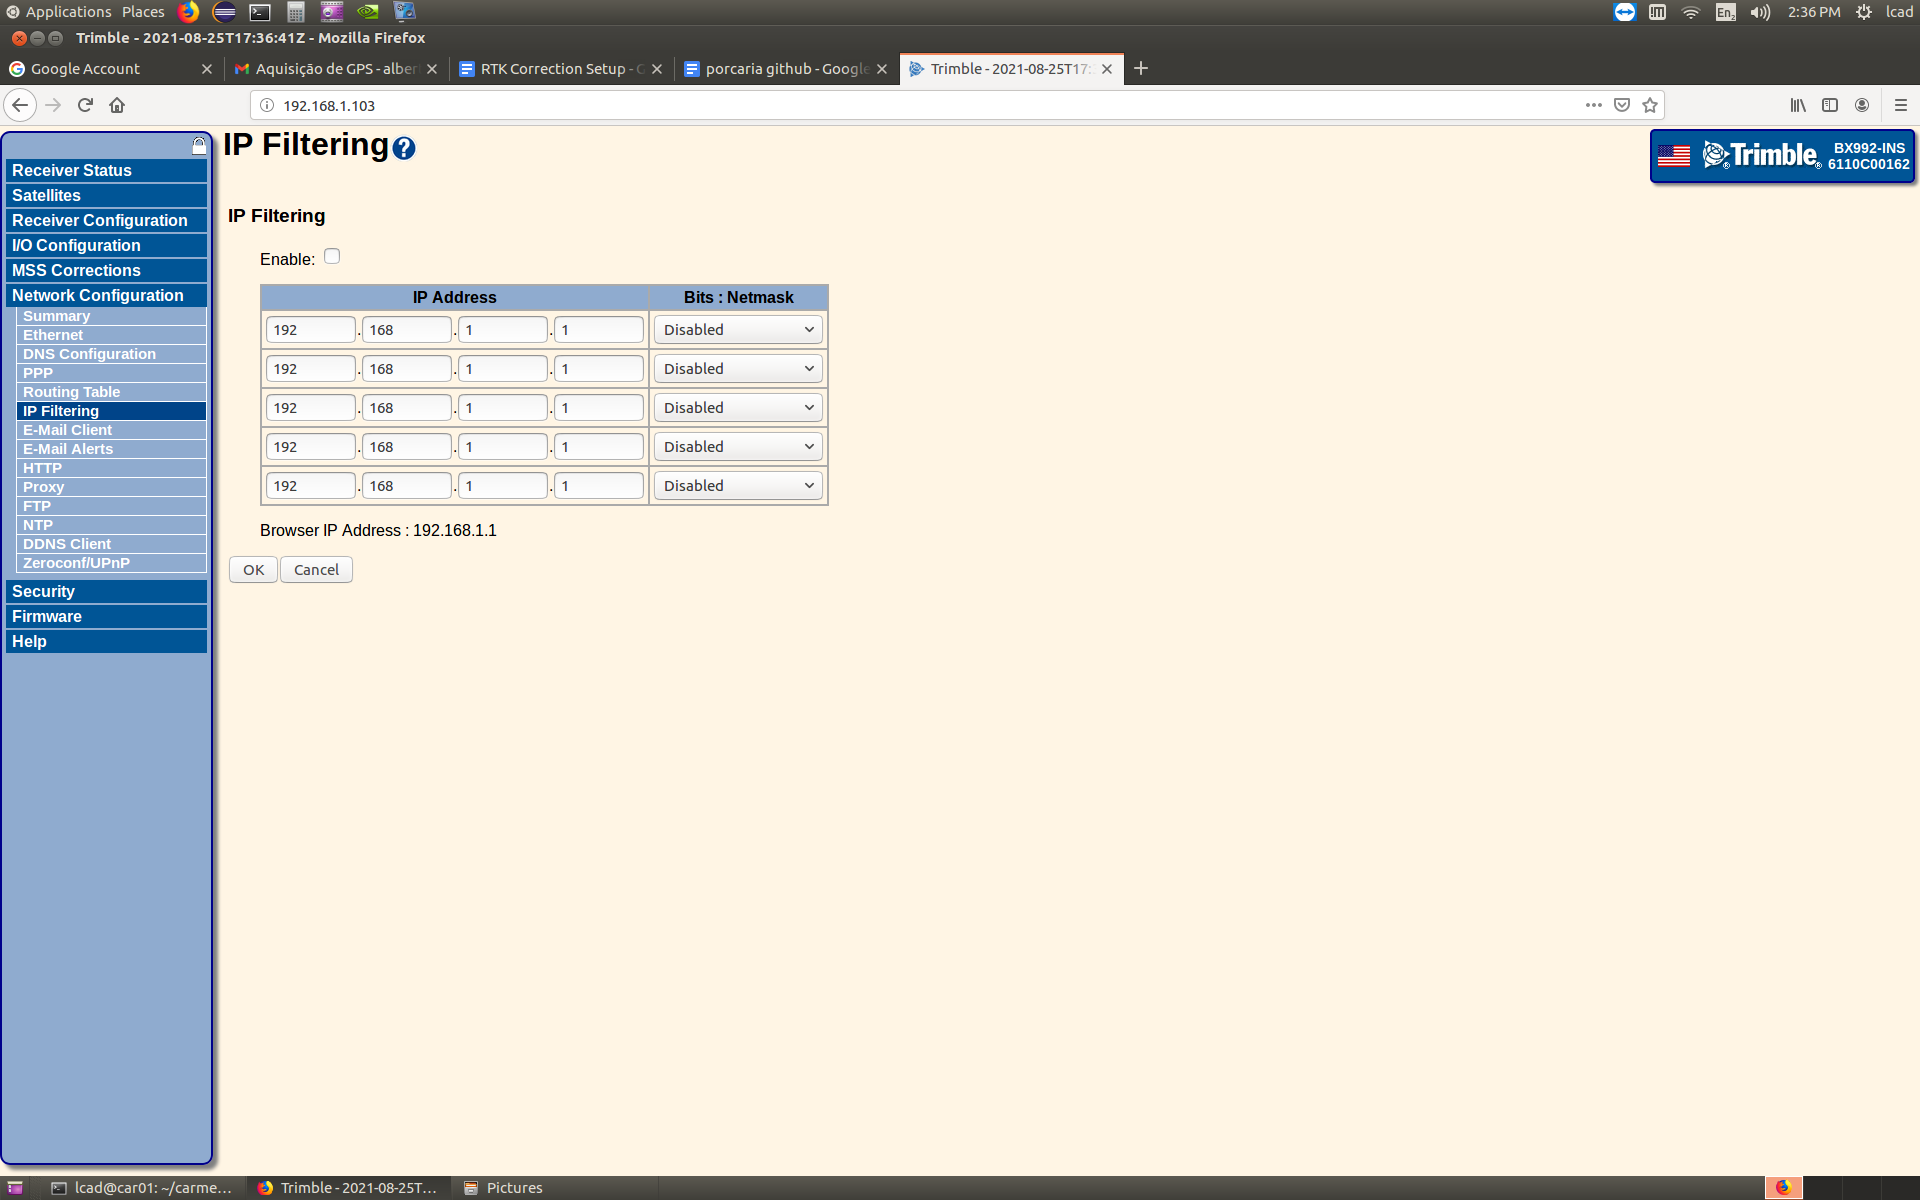 Applications Places En2 2:36 PM lcad
Trimble - 2021-08-25T17:36:41Z - Mozilla Firefox
Google Account
Aquisição de GPS - alber
RTK Correction Setup -
porcaria github - Google
Trimble - 2021-08-25T17:
192.168.1.103
Receiver Status
Satellites
Receiver Configuration
I/O Configuration
MSS Corrections
Network Configuration
Summary
Ethernet
DNS Configuration
PPP
Routing Table
IP Filtering
E-Mail Client
E-Mail Alerts
HTTP
Proxy
FTP
NTP
DDNS Client
Zeroconf/UPnP
Security
Firmware
Help
IP Filtering
Trimble®
BX992-INS
6110C00162
IP Filtering
Enable:
IP Address Bits : Netmask
192 . 168 . 1 . 1 Disabled
192 . 168 . 1 . 1 Disabled
192 . 168 . 1 . 1 Disabled
192 . 168 . 1 . 1 Disabled
192 . 168 . 1 . 1 Disabled
Browser IP Address : 192.168.1.1
OK Cancel
lcad@car01: ~/carme... Trimble - 2021-08-25T... Pictures